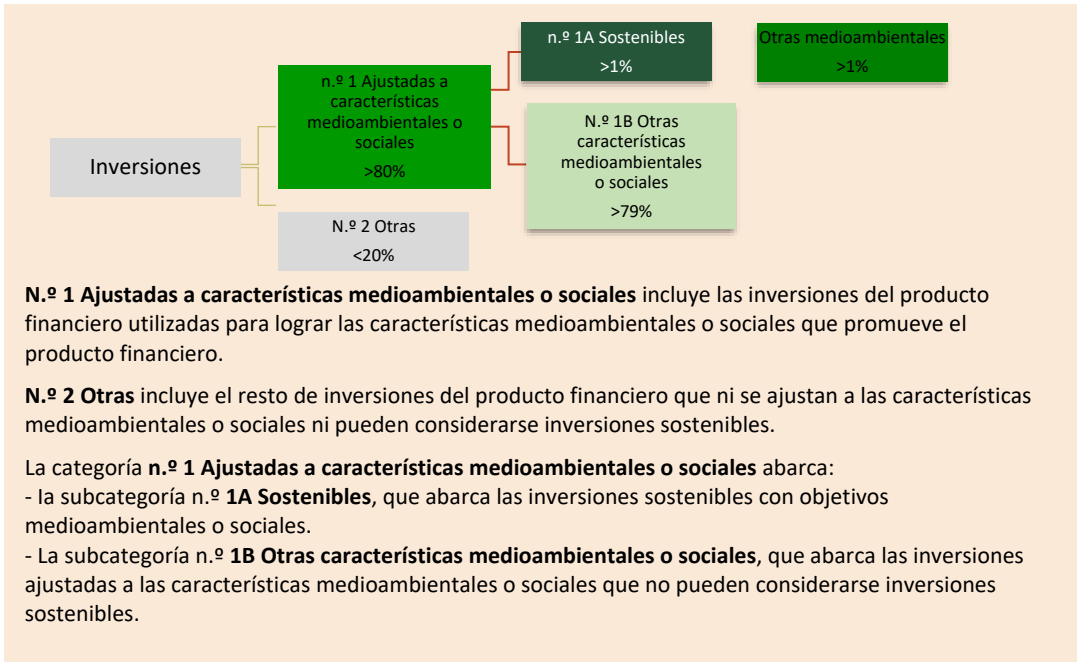 n.º 1A Sostenibles
>1%
Otras medioambientales
>1%
n.º 1 Ajustadas a
características
medioambientales o
sociales
>80%
N.º 1B Otras
características
medioambientales
o sociales
>79%
Inversiones
N.º 2 Otras
<20%
N.º 1 Ajustadas a características medioambientales o sociales incluye las inversiones del producto
financiero utilizadas para lograr las características medioambientales o sociales que promueve el
producto financiero.
N.º 2 Otras incluye el resto de inversiones del producto financiero que ni se ajustan a las características
medioambientales o sociales ni pueden considerarse inversiones sostenibles.
La categoría n.º 1 Ajustadas a características medioambientales o sociales abarca:
- la subcategoría n.º 1A Sostenibles, que abarca las inversiones sostenibles con objetivos
medioambientales o sociales.
- La subcategoría n.º 1B Otras características medioambientales o sociales, que abarca las inversiones
ajustadas a las características medioambientales o sociales que no pueden considerarse inversiones
sostenibles.